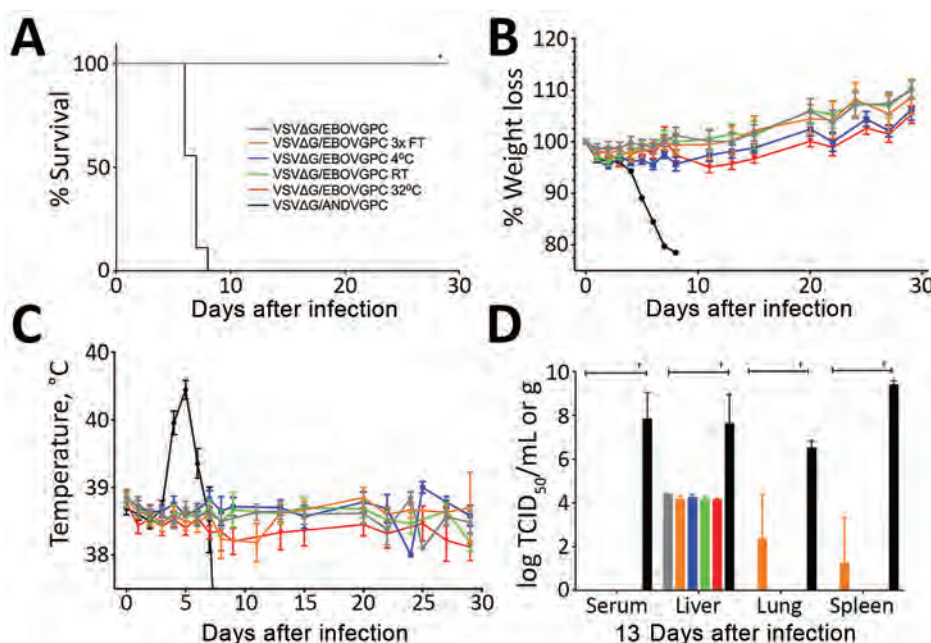 A
% Survival
100
50
0
VSVΔG/EBOVGPC
VSVΔG/EBOVGPC 3x FT
VSVΔG/EBOVGPC 4ºC
VSVΔG/EBOVGPC RT
VSVΔG/EBOVGPC 32ºC
VSVΔG/ANDVGPC
0 10 20 30
Days after infection
B
% Weight loss
120
110
100
90
80
0 10 20 30
Days after infection
C
Temperature, °C
40
40
39
38
0 5 10 15 20 25 30
Days after infection
D
log TCID50/mL or g
10
8
6
4
2
0
Serum Liver Lung Spleen
13 Days after infection